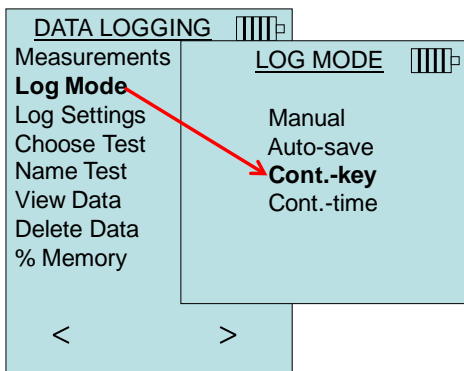 DATA LOGGING
Measurements
Log Mode
Log Settings
Choose Test
Name Test
View Data
Delete Data
% Memory
< >
LOG MODE
Manual
Auto-save
Cont.-key
Cont.-time